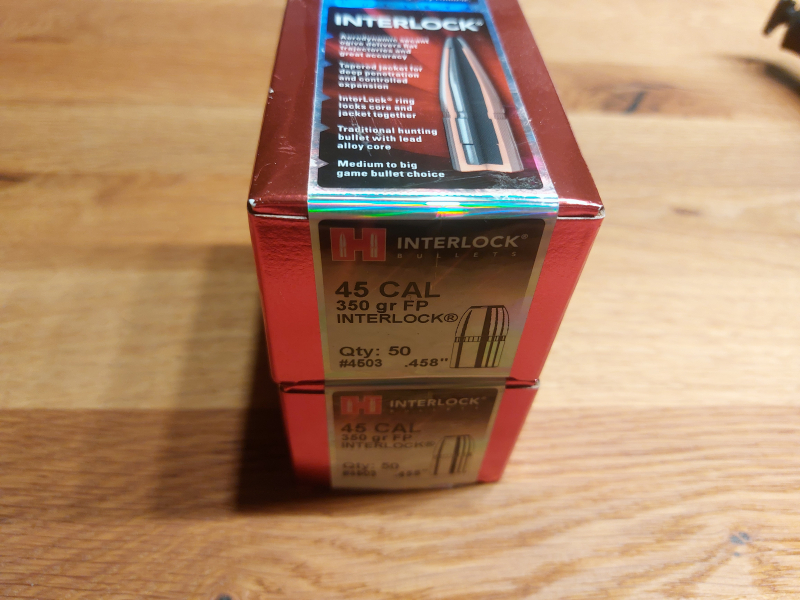 INTERLOCK®
Aerodynamic secant
ogive delivers flat
trajectories and
great accuracy
Tapered jacket for
deep penetration
and controlled
expansion
InterLock® ring
locks core and
jacket together
Traditional hunting
bullet with lead
alloy core
Medium to big
game bullet choice
H INTERLOCK®
BULLETS
45 CAL
350 gr FP
INTERLOCK®
Qty: 50
#4503 .458"
H INTERLOCK®
45 CAL
350 gr FP
INTERLOCK®
Qty: 50
#4503 .458"